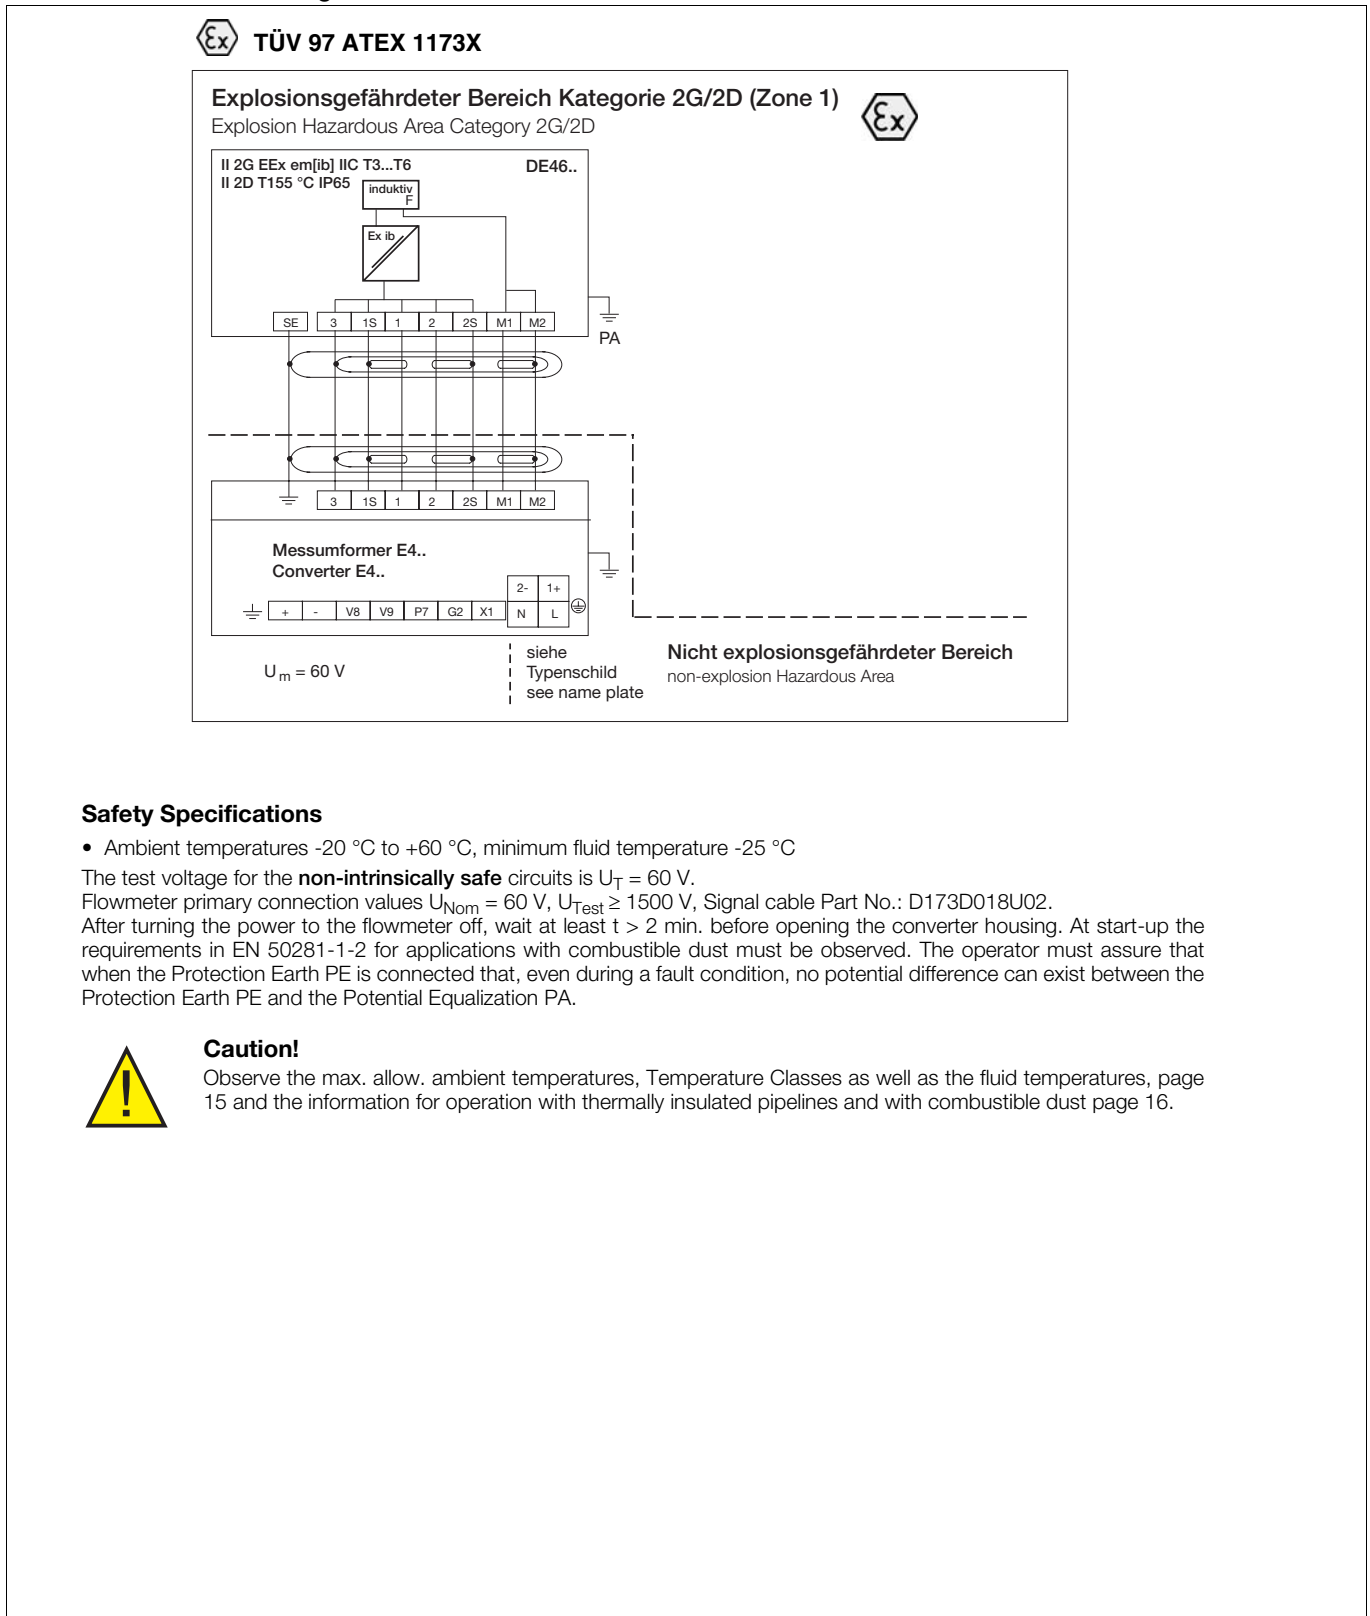 Ex TÜV 97 ATEX 1173X
Explosionsgefährdeter Bereich Kategorie 2G/2D (Zone 1)
Ex
Explosion Hazardous Area Category 2G/2D
II 2G EEx em[ib] IIC T3...T6
DE46..
II 2D T155 °C IP65
induktiv
F
Ex ib
SE 3 1S 1 2 2S M1 M2
PA
3 1S 1 2 2S M1 M2
Messumformer E4..
Converter E4..
2- 1+
+ - V8 V9 P7 G2 X1 N L
Um = 60 V
siehe
Typenschild
see name plate
Nicht explosionsgefährdeter Bereich
non-explosion Hazardous Area
Safety Specifications
• Ambient temperatures -20 °C to +60 °C, minimum fluid temperature -25 °C
The test voltage for the non-intrinsically safe circuits is UT = 60 V.
Flowmeter primary connection values UNom = 60 V, UTest ≥ 1500 V, Signal cable Part No.: D173D018U02.
After turning the power to the flowmeter off, wait at least t > 2 min. before opening the converter housing. At start-up the
requirements in EN 50281-1-2 for applications with combustible dust must be observed. The operator must assure that
when the Protection Earth PE is connected that, even during a fault condition, no potential difference can exist between the
Protection Earth PE and the Potential Equalization PA.
Caution!
Observe the max. allow. ambient temperatures, Temperature Classes as well as the fluid temperatures, page
15 and the information for operation with thermally insulated pipelines and with combustible dust page 16.